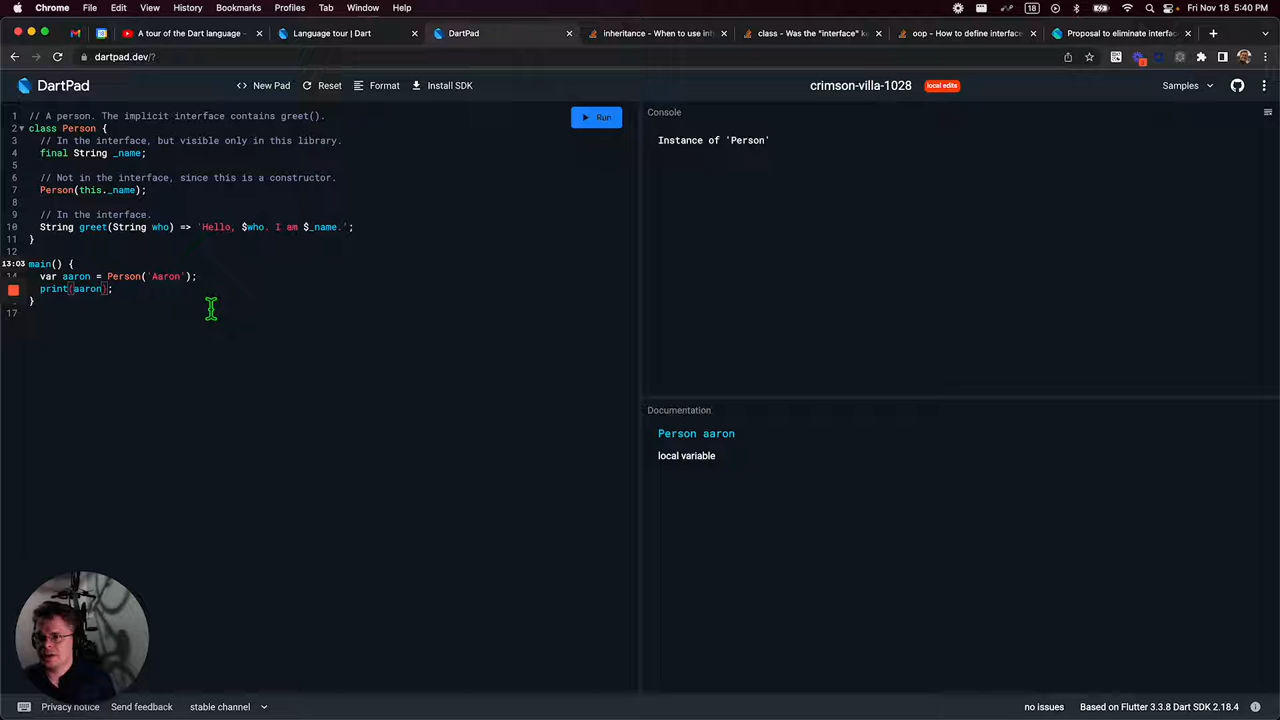 Chrome File Edit View History Bookmarks Profiles Tab Window Help
18
Fri Nov 18 5:40 PM
A tour of the Dart language –
Language tour | Dart
DartPad
inheritance - When to use int
class - Was the "interface" ke
oop - How to define interface
Proposal to eliminate interfac
dartpad.dev/?
DartPad
<> New Pad
Reset
Format
Install SDK
crimson-villa-1028
local edits
Samples
1 // A person. The implicit interface contains greet().
2 class Person {
3 // In the interface, but visible only in this library.
4 final String _name;
5
6 // Not in the interface, since this is a constructor.
7 Person(this._name);
8
9 // In the interface.
10 String greet(String who) => 'Hello, $who. I am $_name.';
11 }
12
13:03 main() {
14 var aaron = Person('Aaron');
print(aaron);
}
17
Run
Console
Instance of 'Person'
Documentation
Person aaron
local variable
Privacy notice
Send feedback
stable channel
no issues
Based on Flutter 3.3.8 Dart SDK 2.18.4